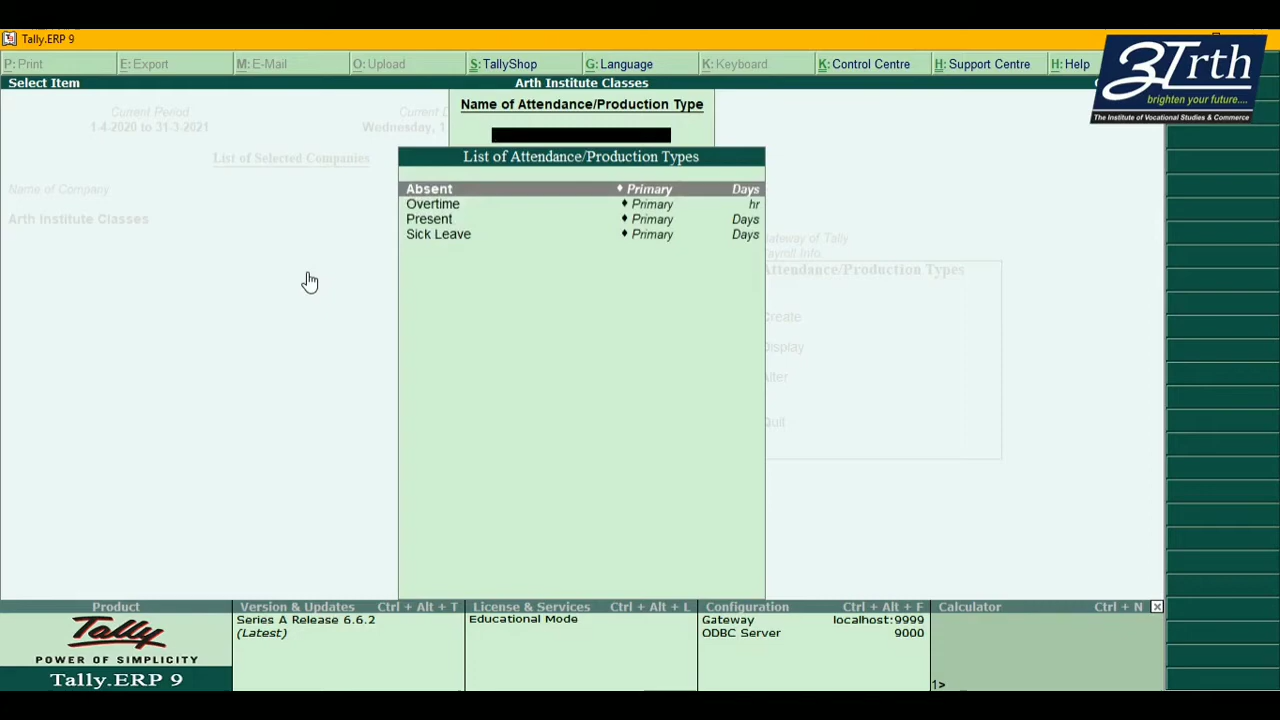 Tally.ERP 9
P: Print
E: Export
M: E-Mail
O: Upload
S: TallyShop
G: Language
K: Keyboard
K: Control Centre
H: Support Centre
H: Help
3Tirth
brighten your future....
The Institute of Vocational Studies & Commerce
Select Item
Arth Institute Classes
Current Period
1-4-2020 to 31-3-2021
Wednesday, 1
List of Selected Companies
Name of Company
Arth Institute Classes
Name of Attendance/Production Type
List of Attendance/Production Types
Absent ♦ Primary Days
Overtime ♦ Primary hr
Present ♦ Primary Days
Sick Leave ♦ Primary Days
Gateway of Tally
Payroll Info.
Attendance/Production Types
Create
Display
Alter
Quit
Product
Tally
POWER OF SIMPLICITY
Tally.ERP 9
Version & Updates Ctrl + Alt + T
Series A Release 6.6.2
(Latest)
License & Services Ctrl + Alt + L
Educational Mode
Configuration Ctrl + Alt + F
Gateway localhost:9999
ODBC Server 9000
Calculator Ctrl + N
1>